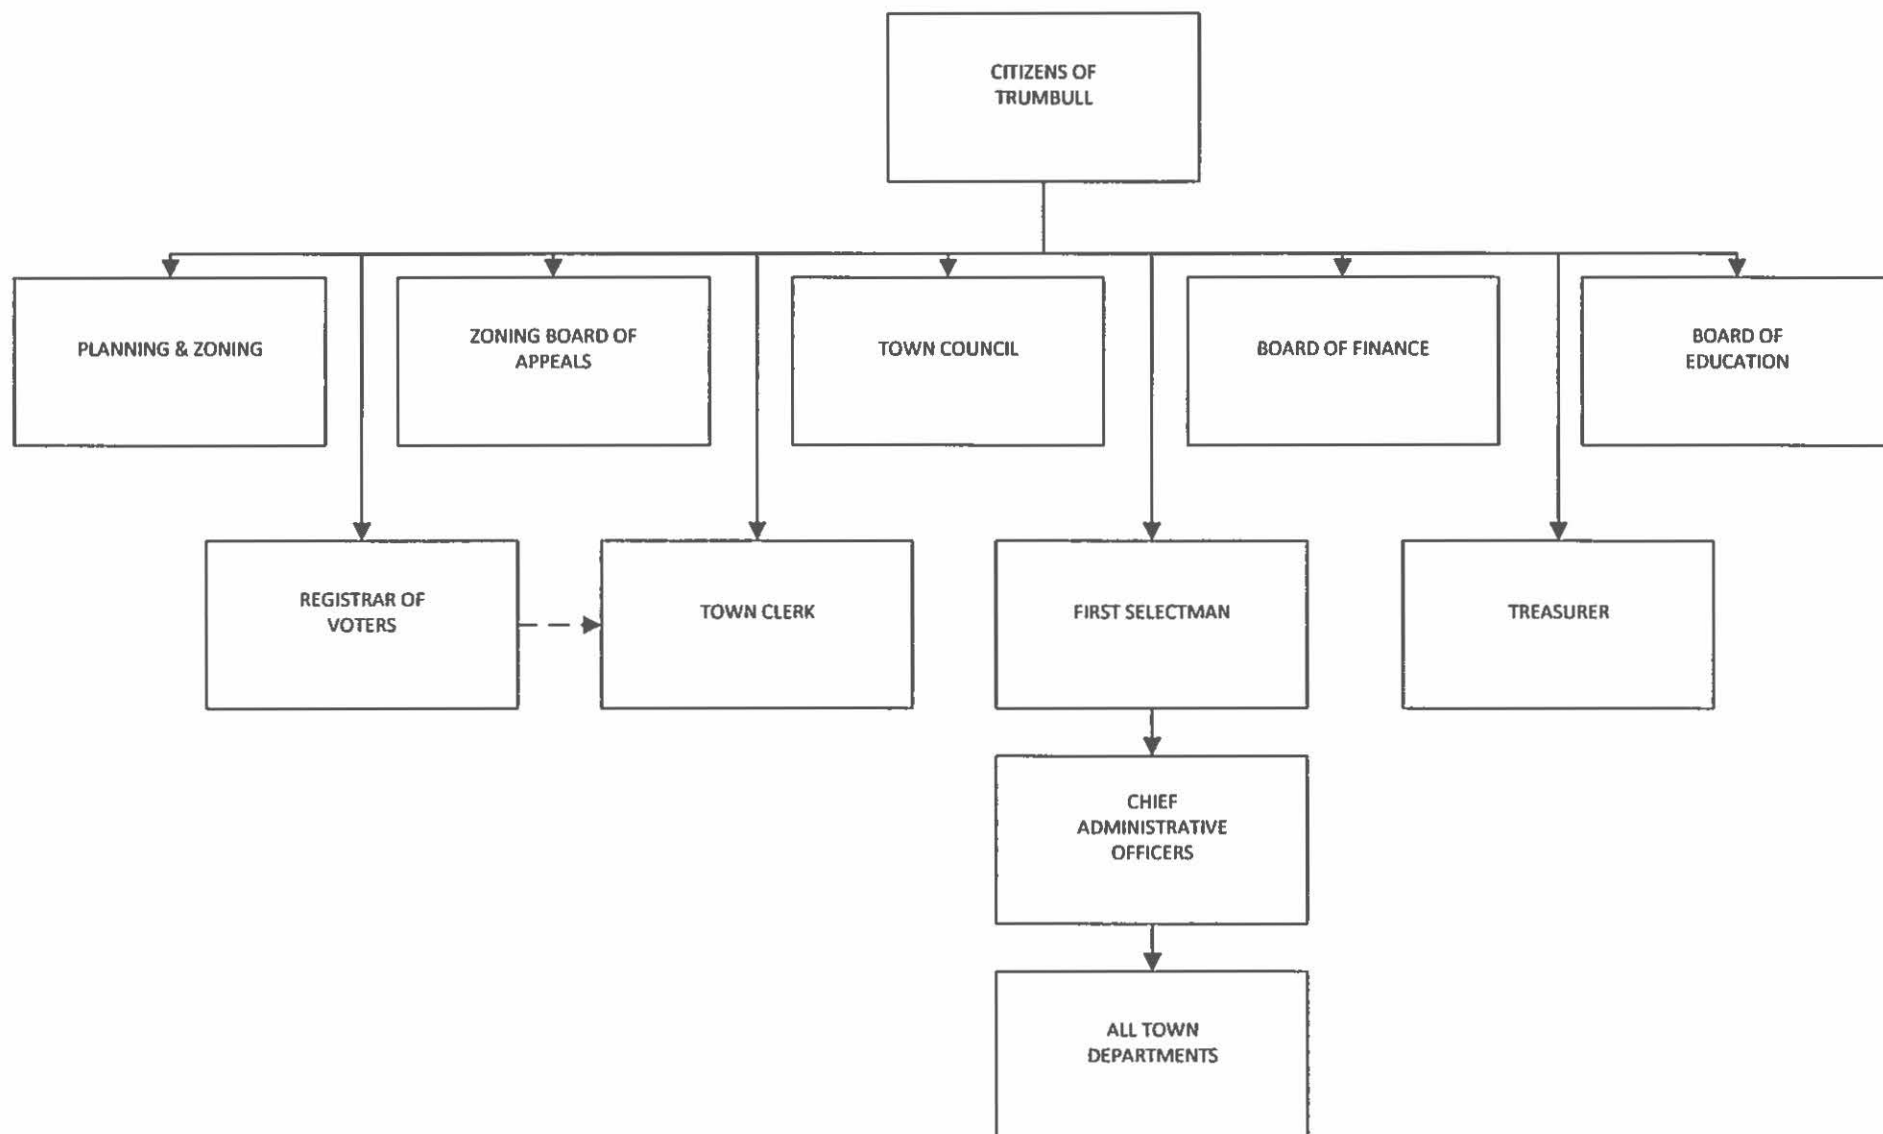 CITIZENS OF
TRUMBULL
PLANNING & ZONING
ZONING BOARD OF
APPEALS
TOWN COUNCIL
BOARD OF FINANCE
BOARD OF
EDUCATION
REGISTRAR OF
VOTERS
TOWN CLERK
FIRST SELECTMAN
TREASURER
CHIEF
ADMINISTRATIVE
OFFICERS
ALL TOWN
DEPARTMENTS